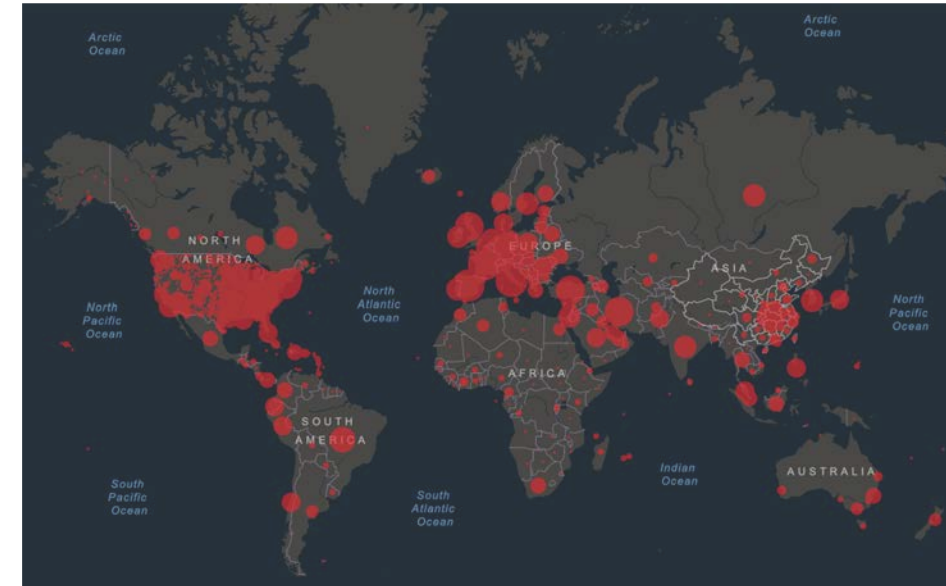 Arctic
Ocean
Arctic
Ocean
NORTH
AMERICA
EUROPE
ASIA
North
Pacific
Ocean
North
Atlantic
Ocean
North
Pacific
Ocean
AFRICA
SOUTH
AMERICA
Indian
Ocean
AUSTRALIA
South
Pacific
Ocean
South
Atlantic
Ocean